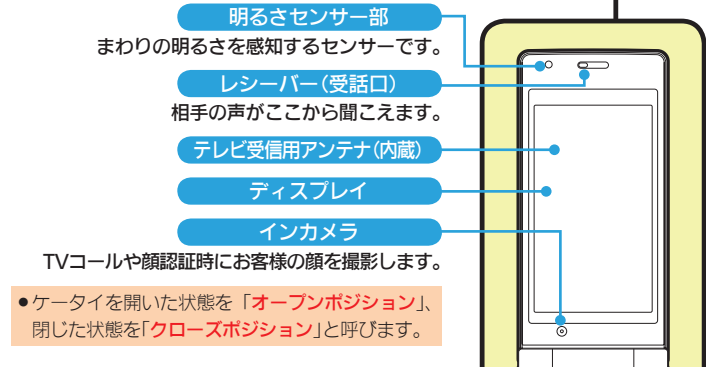 明るさセンサー部
まわりの明るさを感知するセンサーです。
レシーバー（受話口）
相手の声がここから聞こえます。
テレビ受信用アンテナ（内蔵）
ディスプレイ
インカメラ
TVコールや顔認証時にお客様の顔を撮影します。
●ケータイを開いた状態を「オープンポジション」、
閉じた状態を「クローズポジション」と呼びます。